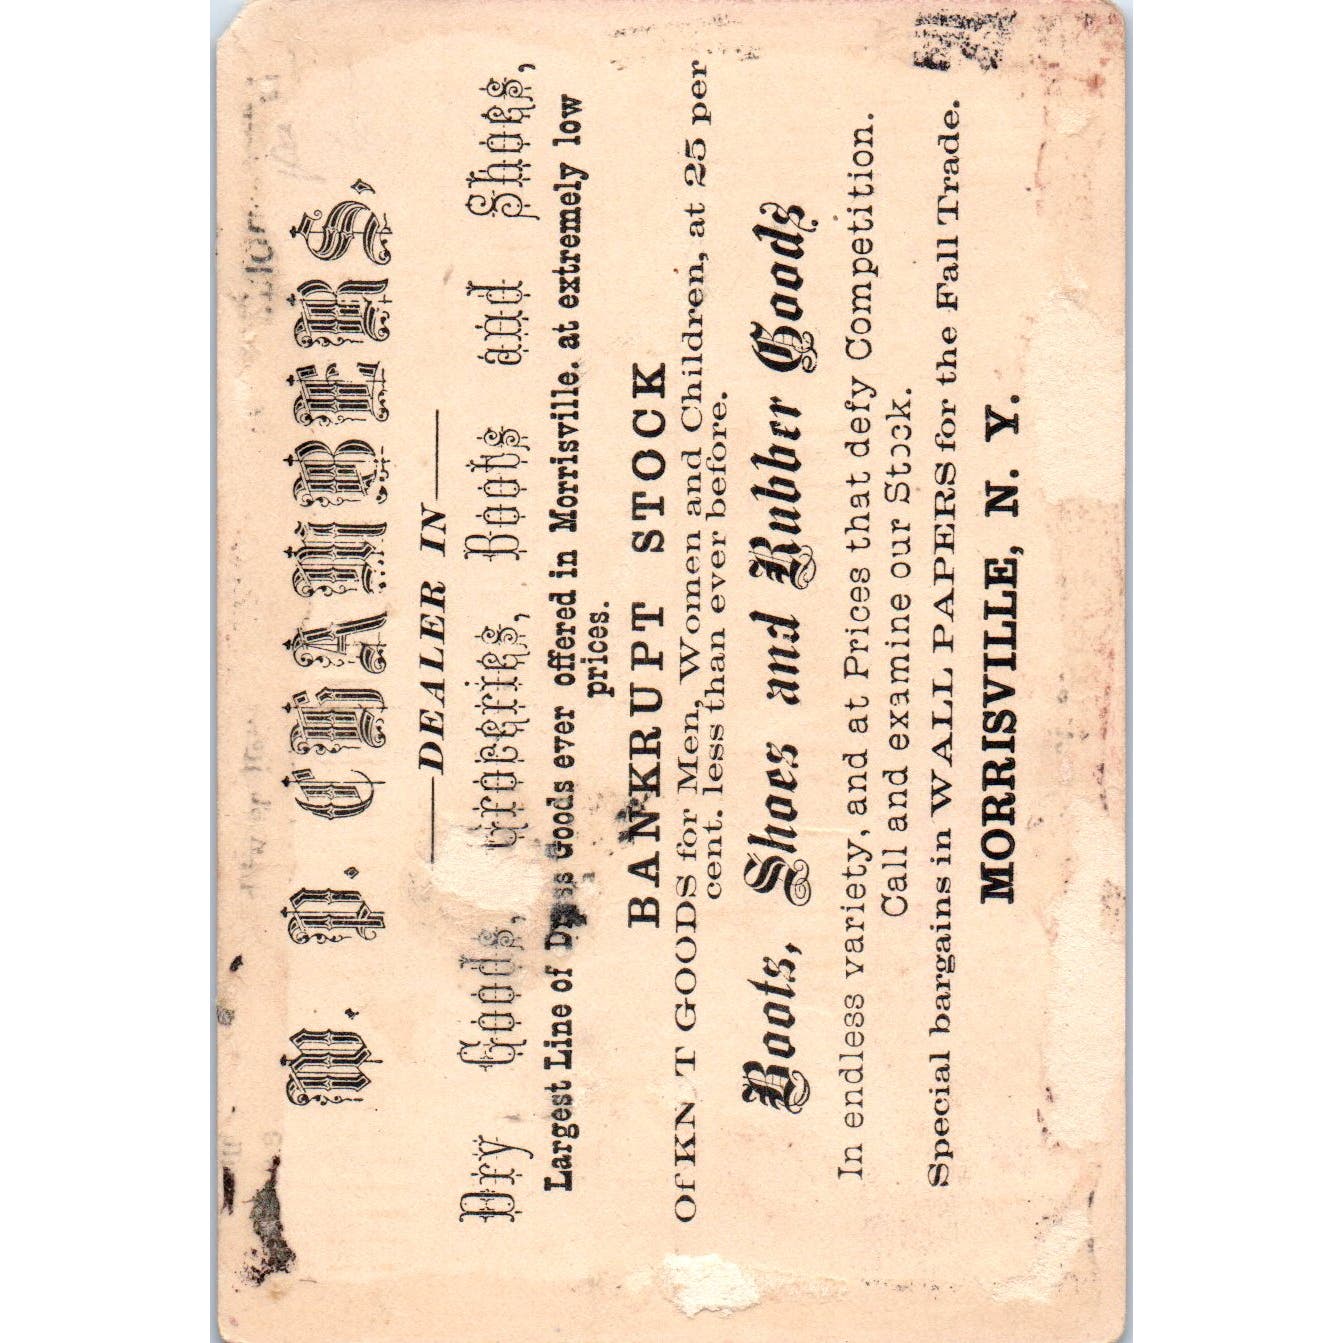 W. P. CHAMBERS,
—DEALER IN—
Dry Goods, Groceries, Boots and Shoes,
Largest Line of Dress Goods ever offered in Morrisville. at extremely low
prices.
BANKRUPT STOCK
Of KN T GOODS for Men, Women and Children, at 25 per
cent. less than ever before.
Boots, Shoes and Rubber Goods
In endless variety, and at Prices that defy Competition.
Call and examine our Stock.
Special bargains in WALL PAPERS for the Fall Trade.
MORRISVILLE, N. Y.